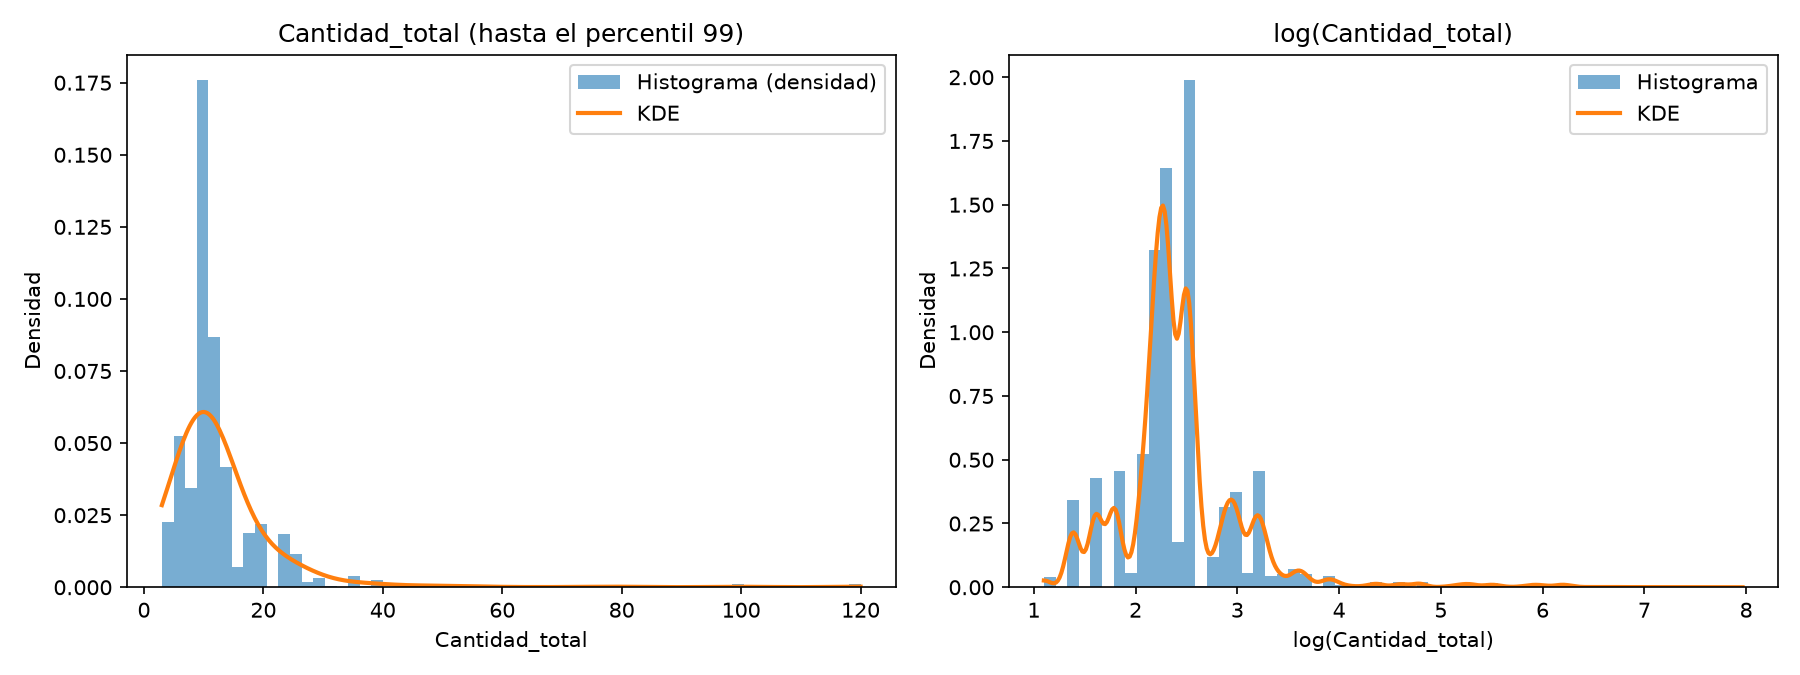 Cantidad_total (hasta el percentil 99)
Densidad
0.175
0.150
0.125
0.100
0.075
0.050
0.025
0.000
0 20 40 60 80 100 120
Cantidad_total
Histograma (densidad)
KDE
log(Cantidad_total)
Densidad
2.00
1.75
1.50
1.25
1.00
0.75
0.50
0.25
0.00
1 2 3 4 5 6 7 8
log(Cantidad_total)
Histograma
KDE